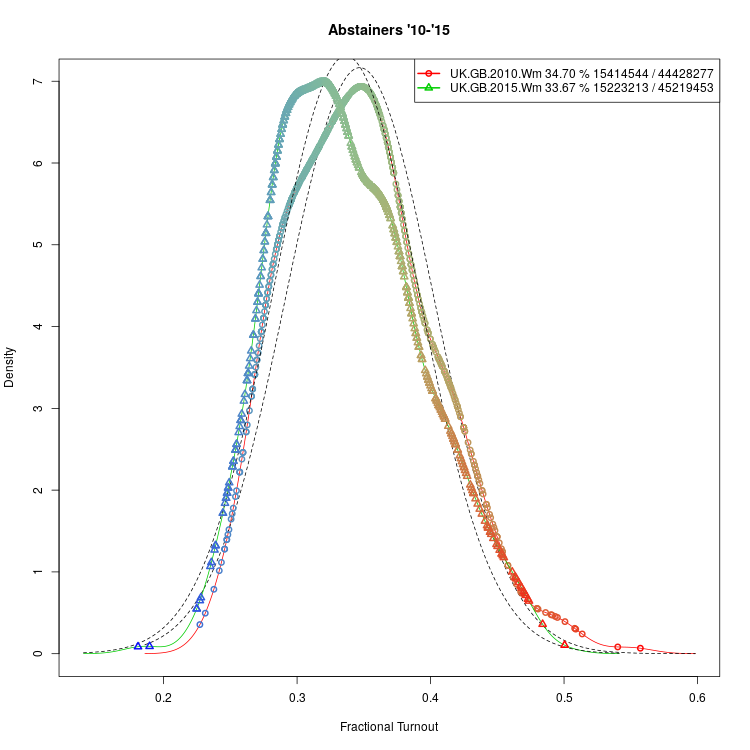 Abstainers '10-'15
UK.GB.2010.Wm 34.70 % 15414544 / 44428277
UK.GB.2015.Wm 33.67 % 15223213 / 45219453
7
6
5
4
3
2
1
0
Density
0.2 0.3 0.4 0.5 0.6
Fractional Turnout